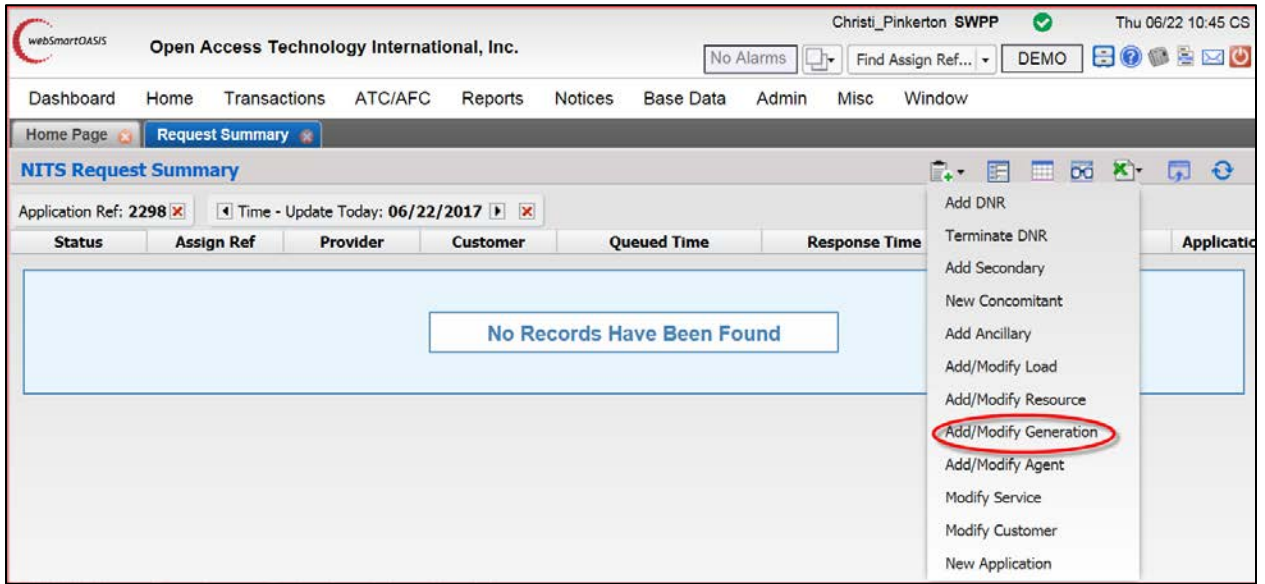 Christi_Pinkerton SWPP Thu 06/22 10:45 CS
webSmartOASIS
Open Access Technology International, Inc.
No Alarms Find Assign Ref... DEMO
Dashboard Home Transactions ATC/AFC Reports Notices Base Data Admin Misc Window
Home Page Request Summary
NITS Request Summary
Application Ref: 2298 Time - Update Today: 06/22/2017
Status Assign Ref Provider Customer Queued Time Response Time Applicatio
No Records Have Been Found
Add DNR
Terminate DNR
Add Secondary
New Concomitant
Add Ancillary
Add/Modify Load
Add/Modify Resource
Add/Modify Generation
Add/Modify Agent
Modify Service
Modify Customer
New Application